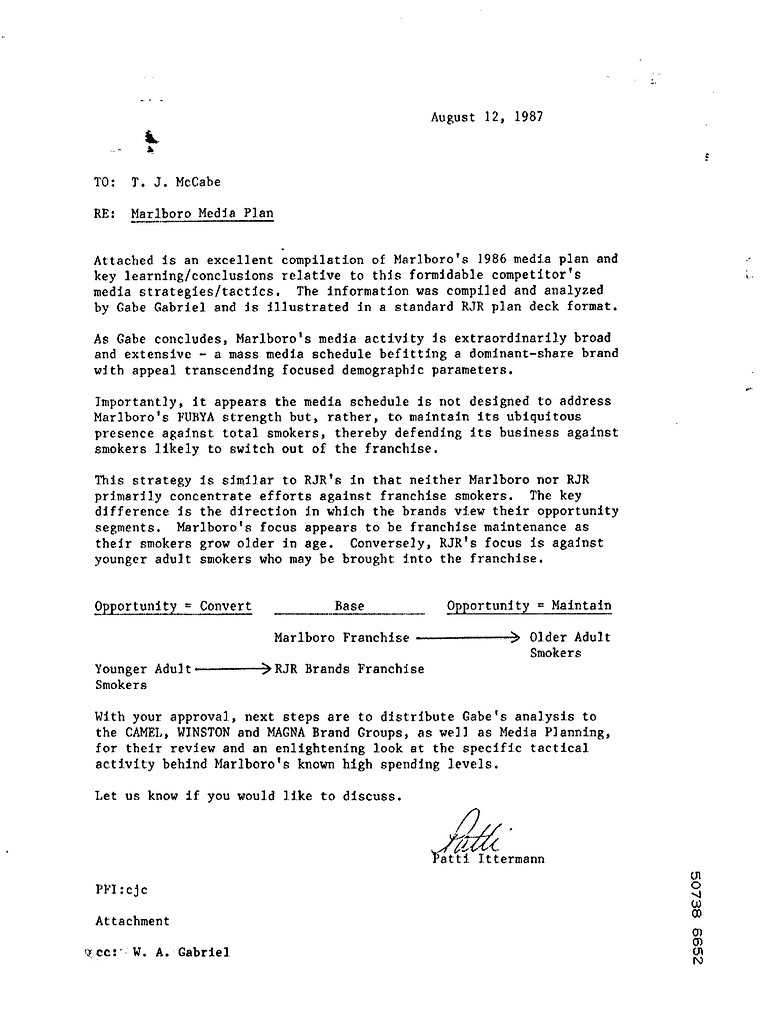 August 12, 1987
TO: T. J. McCabe
RE: Marlboro Media Plan
Attached is an excellent compilation of Marlboro's 1986 media plan and
key learning/conclusions relative to this formidable competitor's
media strategies/tactics. The information was compiled and analyzed
by Gabe Gabriel and is illustrated in a standard RJR plan deck format.
As Gabe concludes, Marlboro's media activity is extraordinarily broad
and extensive - a mass media schedule befitting a dominant-share brand
with appeal transcending focused demographic parameters.
Importantly, it appears the media schedule is not designed to address
Marlboro's FUBYA strength but, rather, to maintain its ubiquitous
presence against total smokers, thereby defending its business against
smokers likely to switch out of the franchise.
This strategy is similar to RJR's in that neither Marlboro nor RJR
primarily concentrate efforts against franchise smokers. The key
difference is the direction in which the brands view their opportunity
segments. Marlboro's focus appears to be franchise maintenance as
their smokers grow older in age. Conversely, RJR's focus is against
younger adult smokers who may be brought into the franchise.
Opportunity = Convert Base Opportunity = Maintain
Marlboro Franchise → Older Adult
Smokers
Younger Adult → RJR Brands Franchise
Smokers
With your approval, next steps are to distribute Gabe's analysis to
the CAMEL, WINSTON and MAGNA Brand Groups, as well as Media Planning,
for their review and an enlightening look at the specific tactical
activity behind Marlboro's known high spending levels.
Let us know if you would like to discuss.
Patti
Patti Ittermann
PFI:cjc
Attachment
cc: W. A. Gabriel
50738 6652